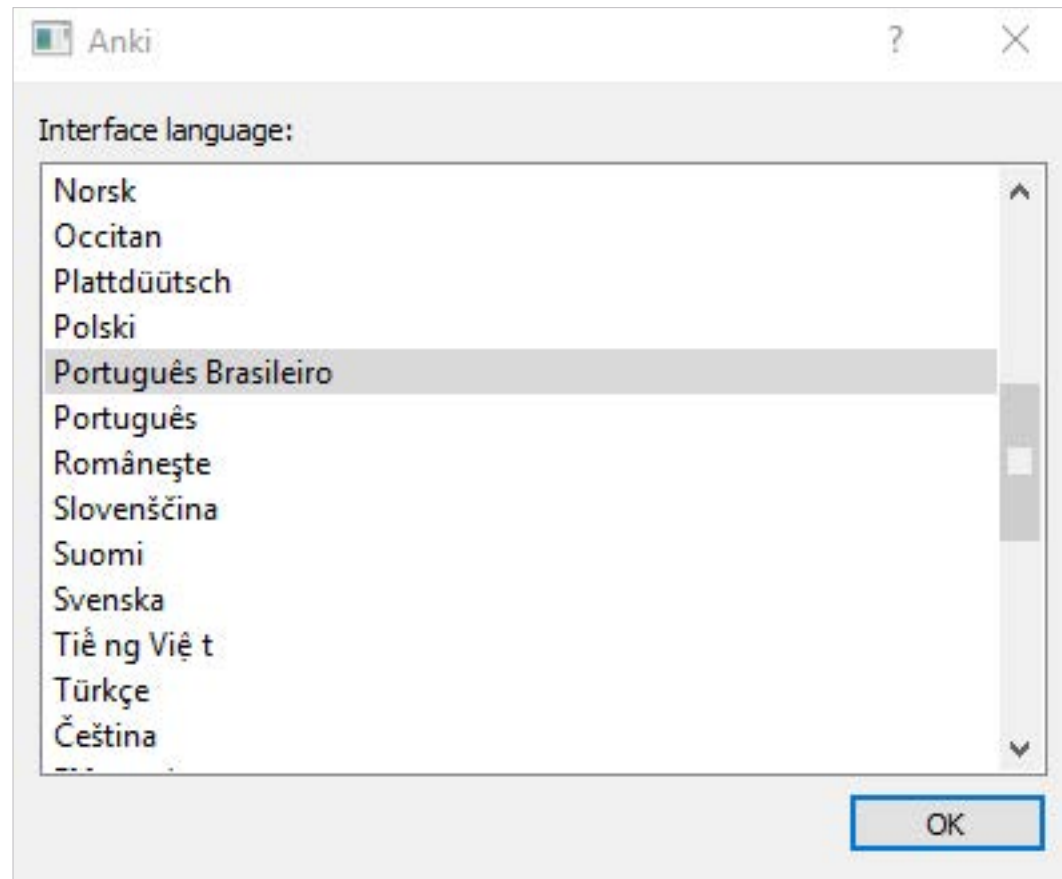 Anki
?
Interface language:
Norsk
Occitan
Plattdüütsch
Polski
Português Brasileiro
Português
Româneşte
Slovenščina
Suomi
Svenska
Tiế ng Việ t
Türkçe
Čeština
OK